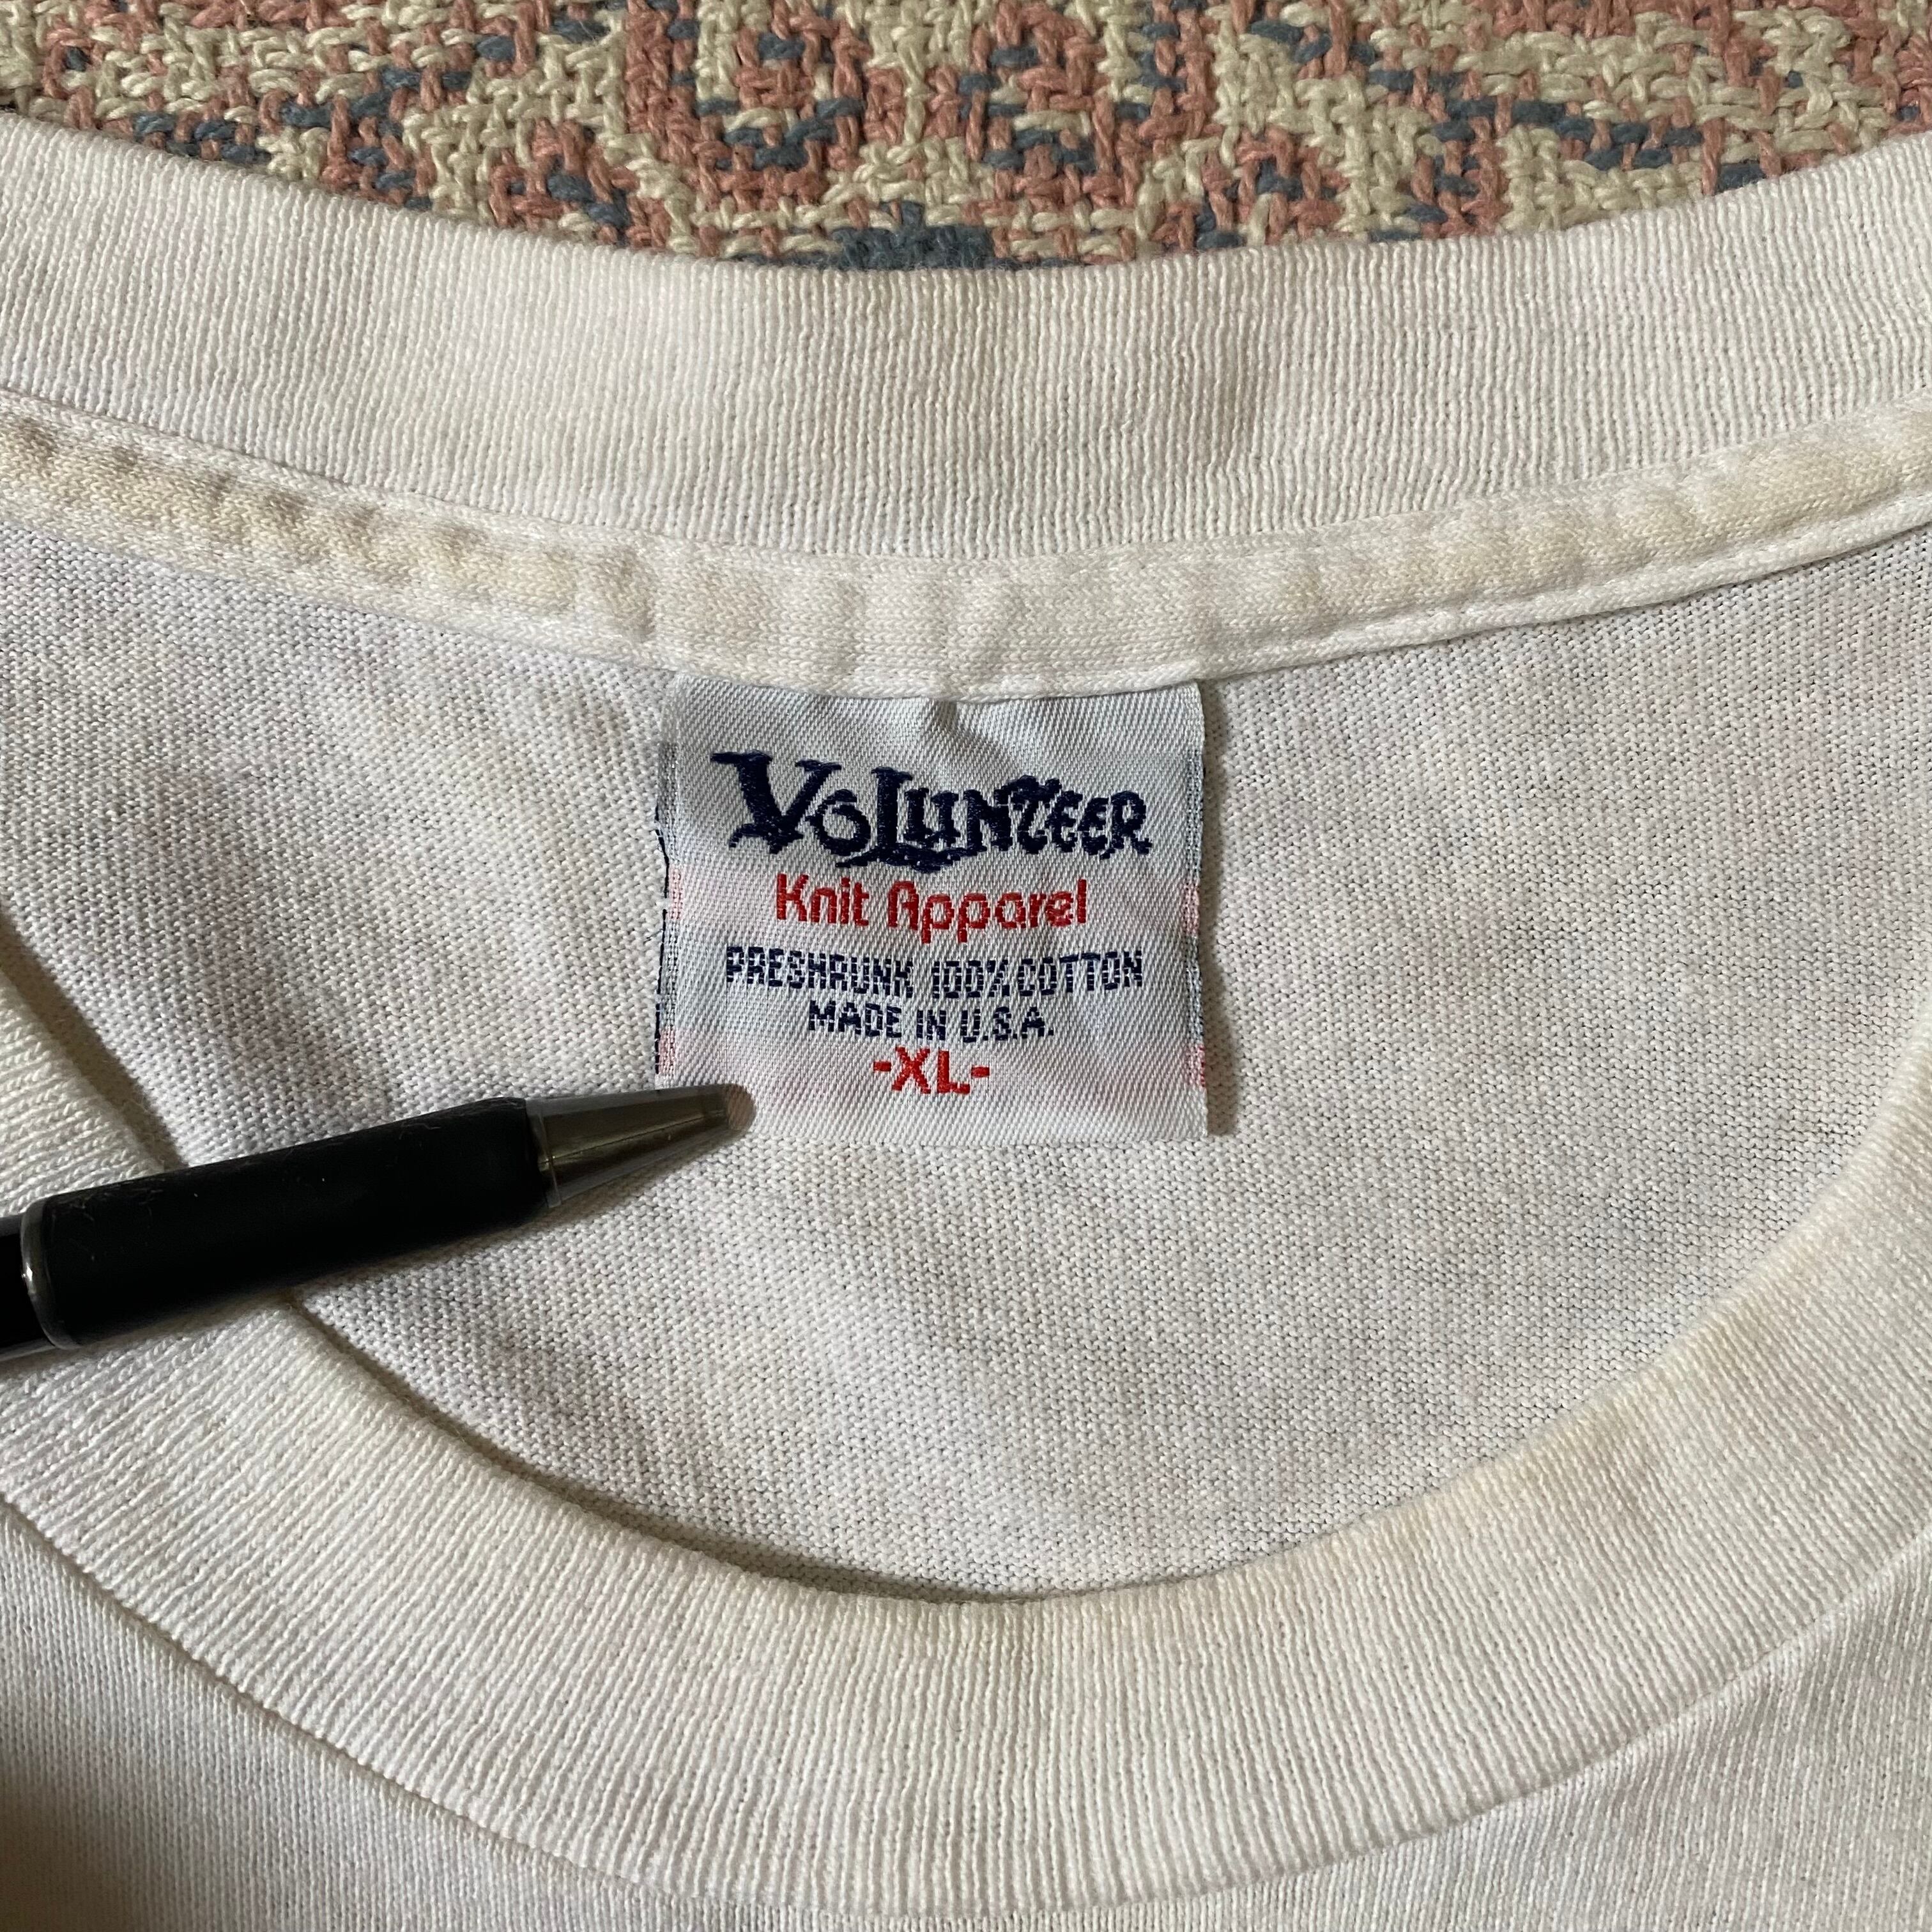 VOLUNTEER
Knit Apparel
PRESHRUNK 100% COTTON
MADE IN U.S.A.
-XL-